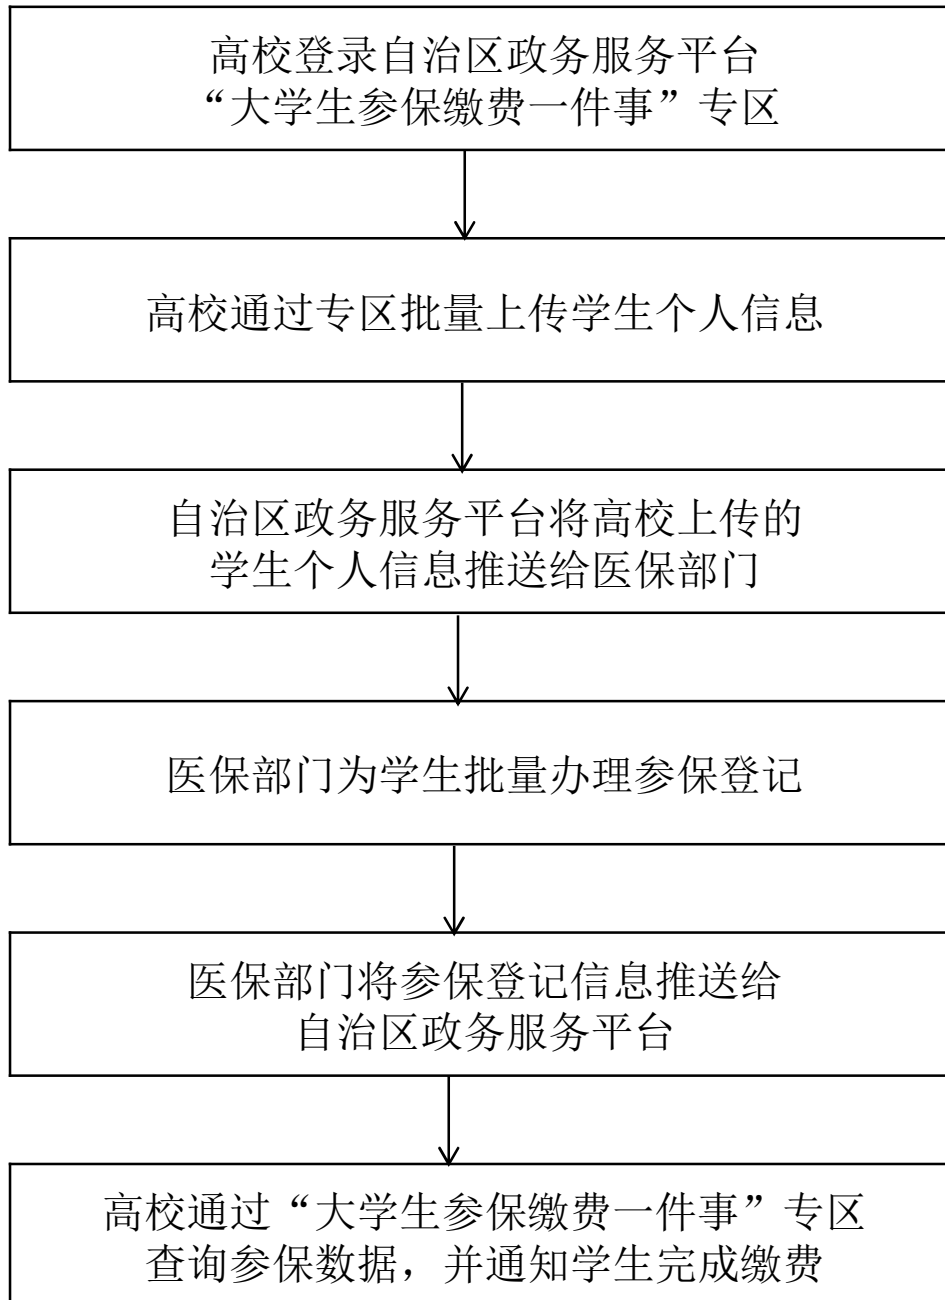 高校登录自治区政务服务平台
“大学生参保缴费一件事”专区
高校通过专区批量上传学生个人信息
自治区政务服务平台将高校上传的
学生个人信息推送给医保部门
医保部门为学生批量办理参保登记
医保部门将参保登记信息推送给
自治区政务服务平台
高校通过“大学生参保缴费一件事”专区
查询参保数据，并通知学生完成缴费